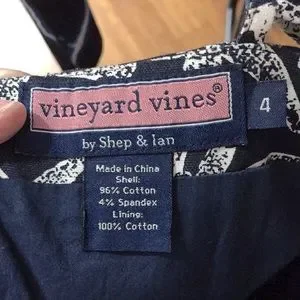 vineyard vines®
4
by Shep & Ian
Made in China
Shell:
96% Cotton
4% Spandex
Lining:
100% Cotton